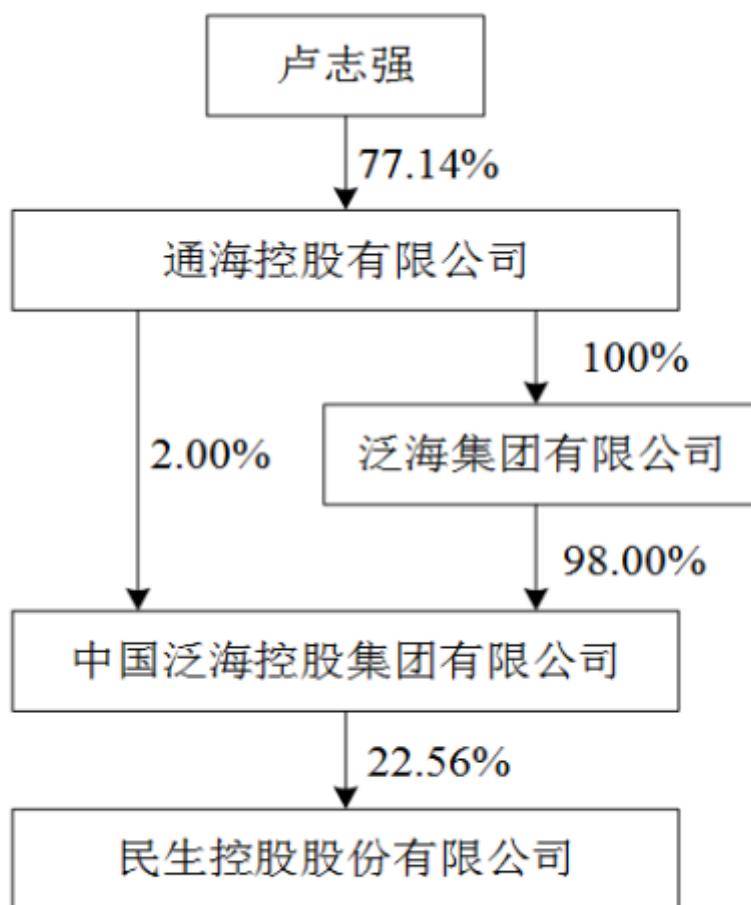 卢志强
77.14%
通海控股有限公司
100%
2.00%
泛海集团有限公司
98.00%
中国泛海控股集团有限公司
22.56%
民生控股股份有限公司